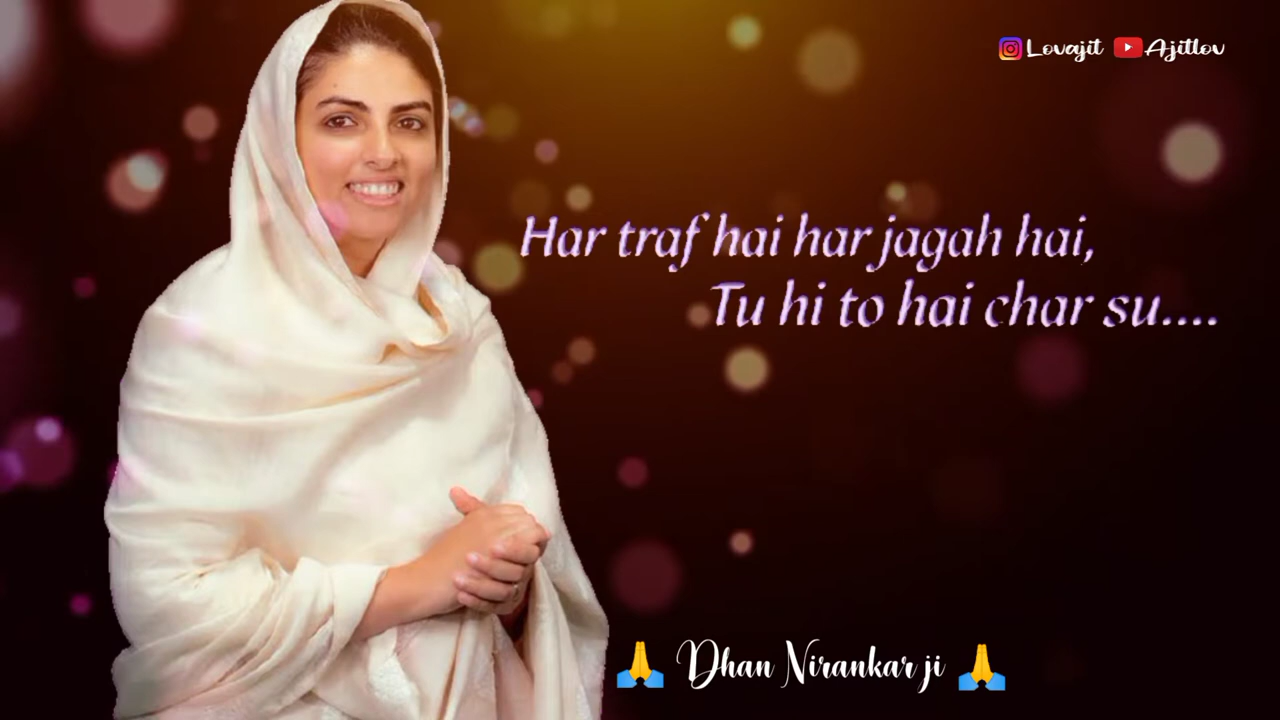 Lovajit Ajitlov
Har traf hai har jagah hai,
Tu hi to hai char su....
🙏 Dhan Nirankar ji 🙏